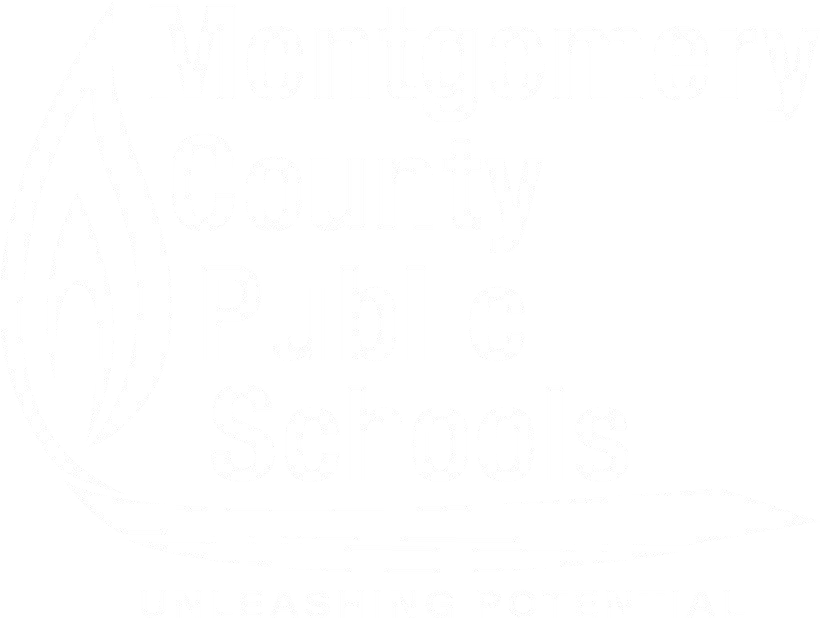 Montgomery
County
Public
Schools
UNLEASHING POTENTIAL